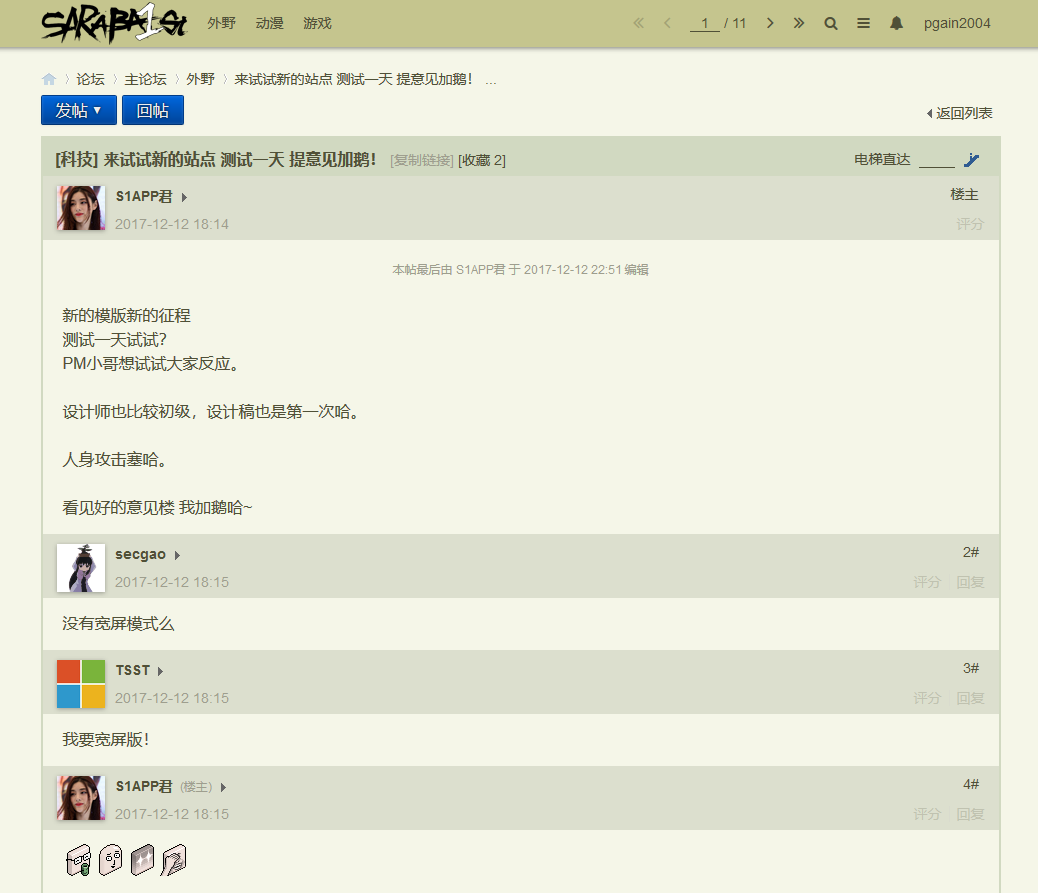 SARABA1St 外野 动漫 游戏 1 / 11 pgain2004
论坛 主论坛 外野 来试试新的站点 测试一天 提意见加鹅！ ...
发帖 回帖 返回列表
[科技] 来试试新的站点 测试一天 提意见加鹅！ [复制链接] [收藏 2] 电梯直达
S1APP君 楼主
2017-12-12 18:14 评分
本帖最后由 S1APP君 于 2017-12-12 22:51 编辑
新的模版新的征程
测试一天试试？
PM小哥想试试大家反应。
设计师也比较初级，设计稿也是第一次哈。
人身攻击塞哈。
看见好的意见楼 我加鹅哈~
secgao 2#
2017-12-12 18:15 评分 回复
没有宽屏模式么
TSST 3#
2017-12-12 18:15 评分 回复
我要宽屏版！
S1APP君 (楼主) 4#
2017-12-12 18:15 评分 回复